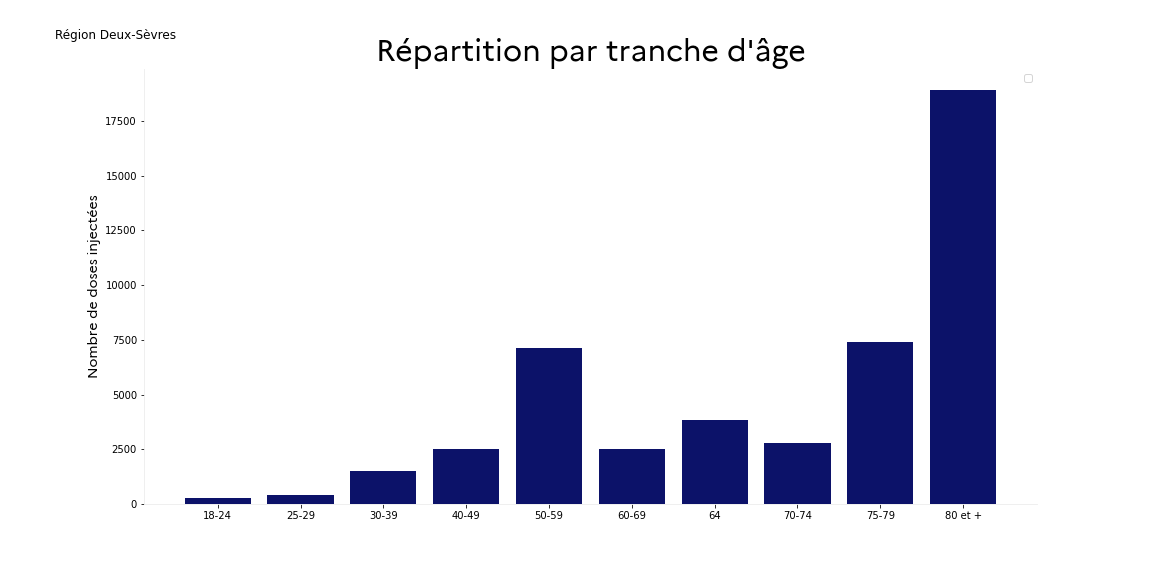 Région Deux-Sèvres
Répartition par tranche d'âge
Nombre de doses injectées
17500
15000
12500
10000
7500
5000
2500
0
18-24 25-29 30-39 40-49 50-59 60-69 64 70-74 75-79 80 et +